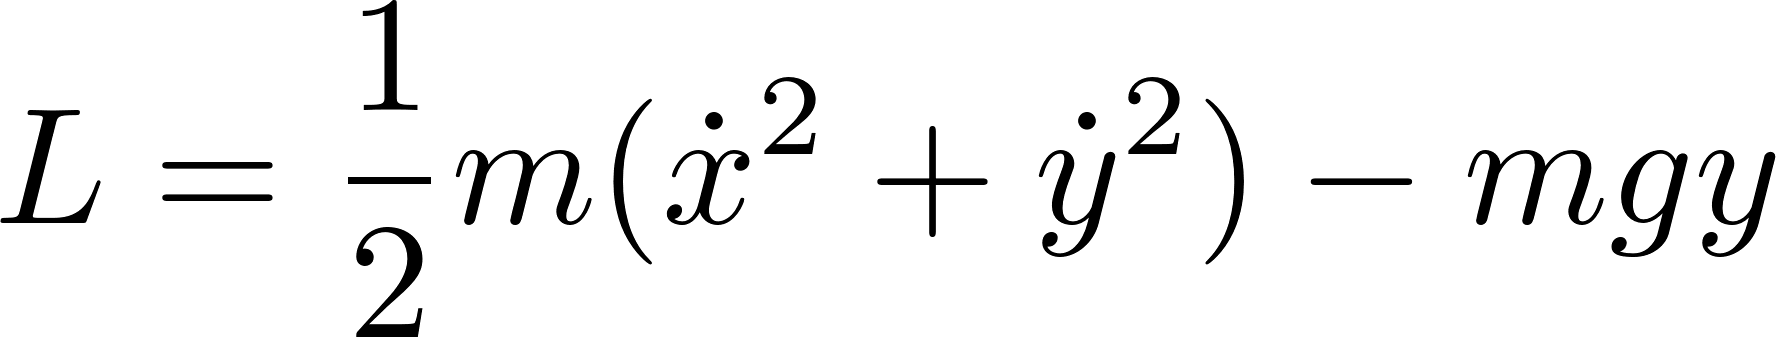 L = \frac{1}{2} m(\dot{x}^2 + \dot{y}^2) - mgy